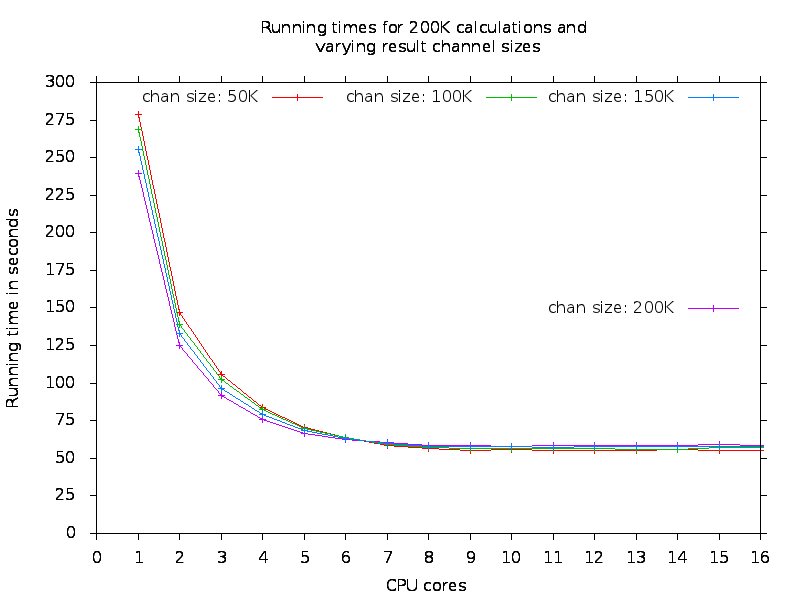 Running times for 200K calculations and
varying result channel sizes
300
chan size: 50K
chan size: 100K
chan size: 150K
275
250
225
200
175
150
chan size: 200K
125
100
75
50
25
0
Running time in seconds
0 1 2 3 4 5 6 7 8 9 10 11 12 13 14 15 16
CPU cores